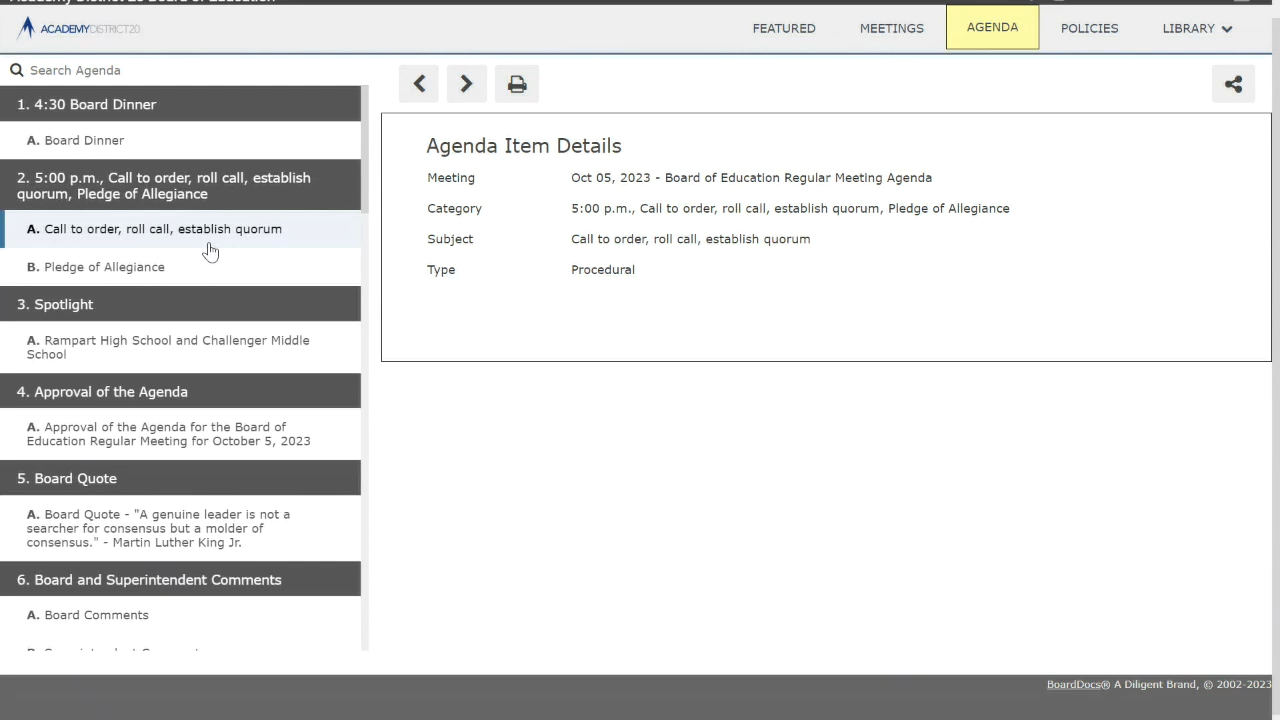 Academy District 20 Board of Education
ACADEMYDISTRICT20
FEATURED
MEETINGS
AGENDA
POLICIES
LIBRARY
Search Agenda
1. 4:30 Board Dinner
A. Board Dinner
2. 5:00 p.m., Call to order, roll call, establish
quorum, Pledge of Allegiance
A. Call to order, roll call, establish quorum
B. Pledge of Allegiance
3. Spotlight
A. Rampart High School and Challenger Middle
School
4. Approval of the Agenda
A. Approval of the Agenda for the Board of
Education Regular Meeting for October 5, 2023
5. Board Quote
A. Board Quote - "A genuine leader is not a
searcher for consensus but a molder of
consensus." - Martin Luther King Jr.
6. Board and Superintendent Comments
A. Board Comments
Agenda Item Details
Meeting Oct 05, 2023 - Board of Education Regular Meeting Agenda
Category 5:00 p.m., Call to order, roll call, establish quorum, Pledge of Allegiance
Subject Call to order, roll call, establish quorum
Type Procedural
BoardDocs® A Diligent Brand, © 2002-2023